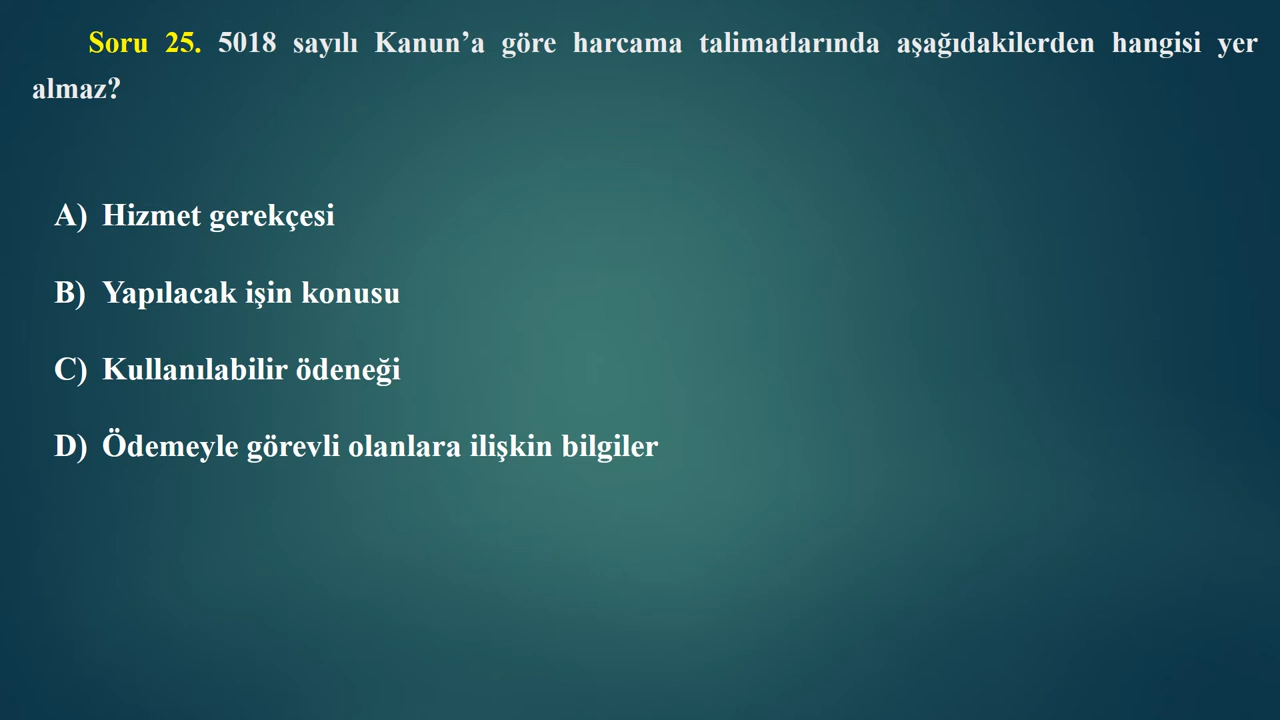 Soru 25. 5018 sayılı Kanun’a göre harcama talimatlarında aşağıdakilerden hangisi yer
almaz?
A) Hizmet gerekçesi
B) Yapılacak işin konusu
C) Kullanılabilir ödeneği
D) Ödemeyle görevli olanlara ilişkin bilgiler